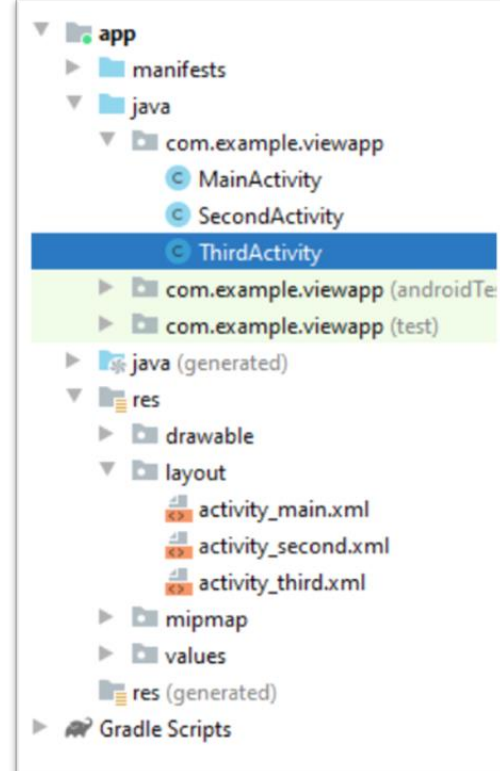 app
manifests
java
com.example.viewapp
C MainActivity
C SecondActivity
C ThirdActivity
com.example.viewapp (androidTe
com.example.viewapp (test)
java (generated)
res
drawable
layout
activity_main.xml
activity_second.xml
activity_third.xml
mipmap
values
res (generated)
Gradle Scripts